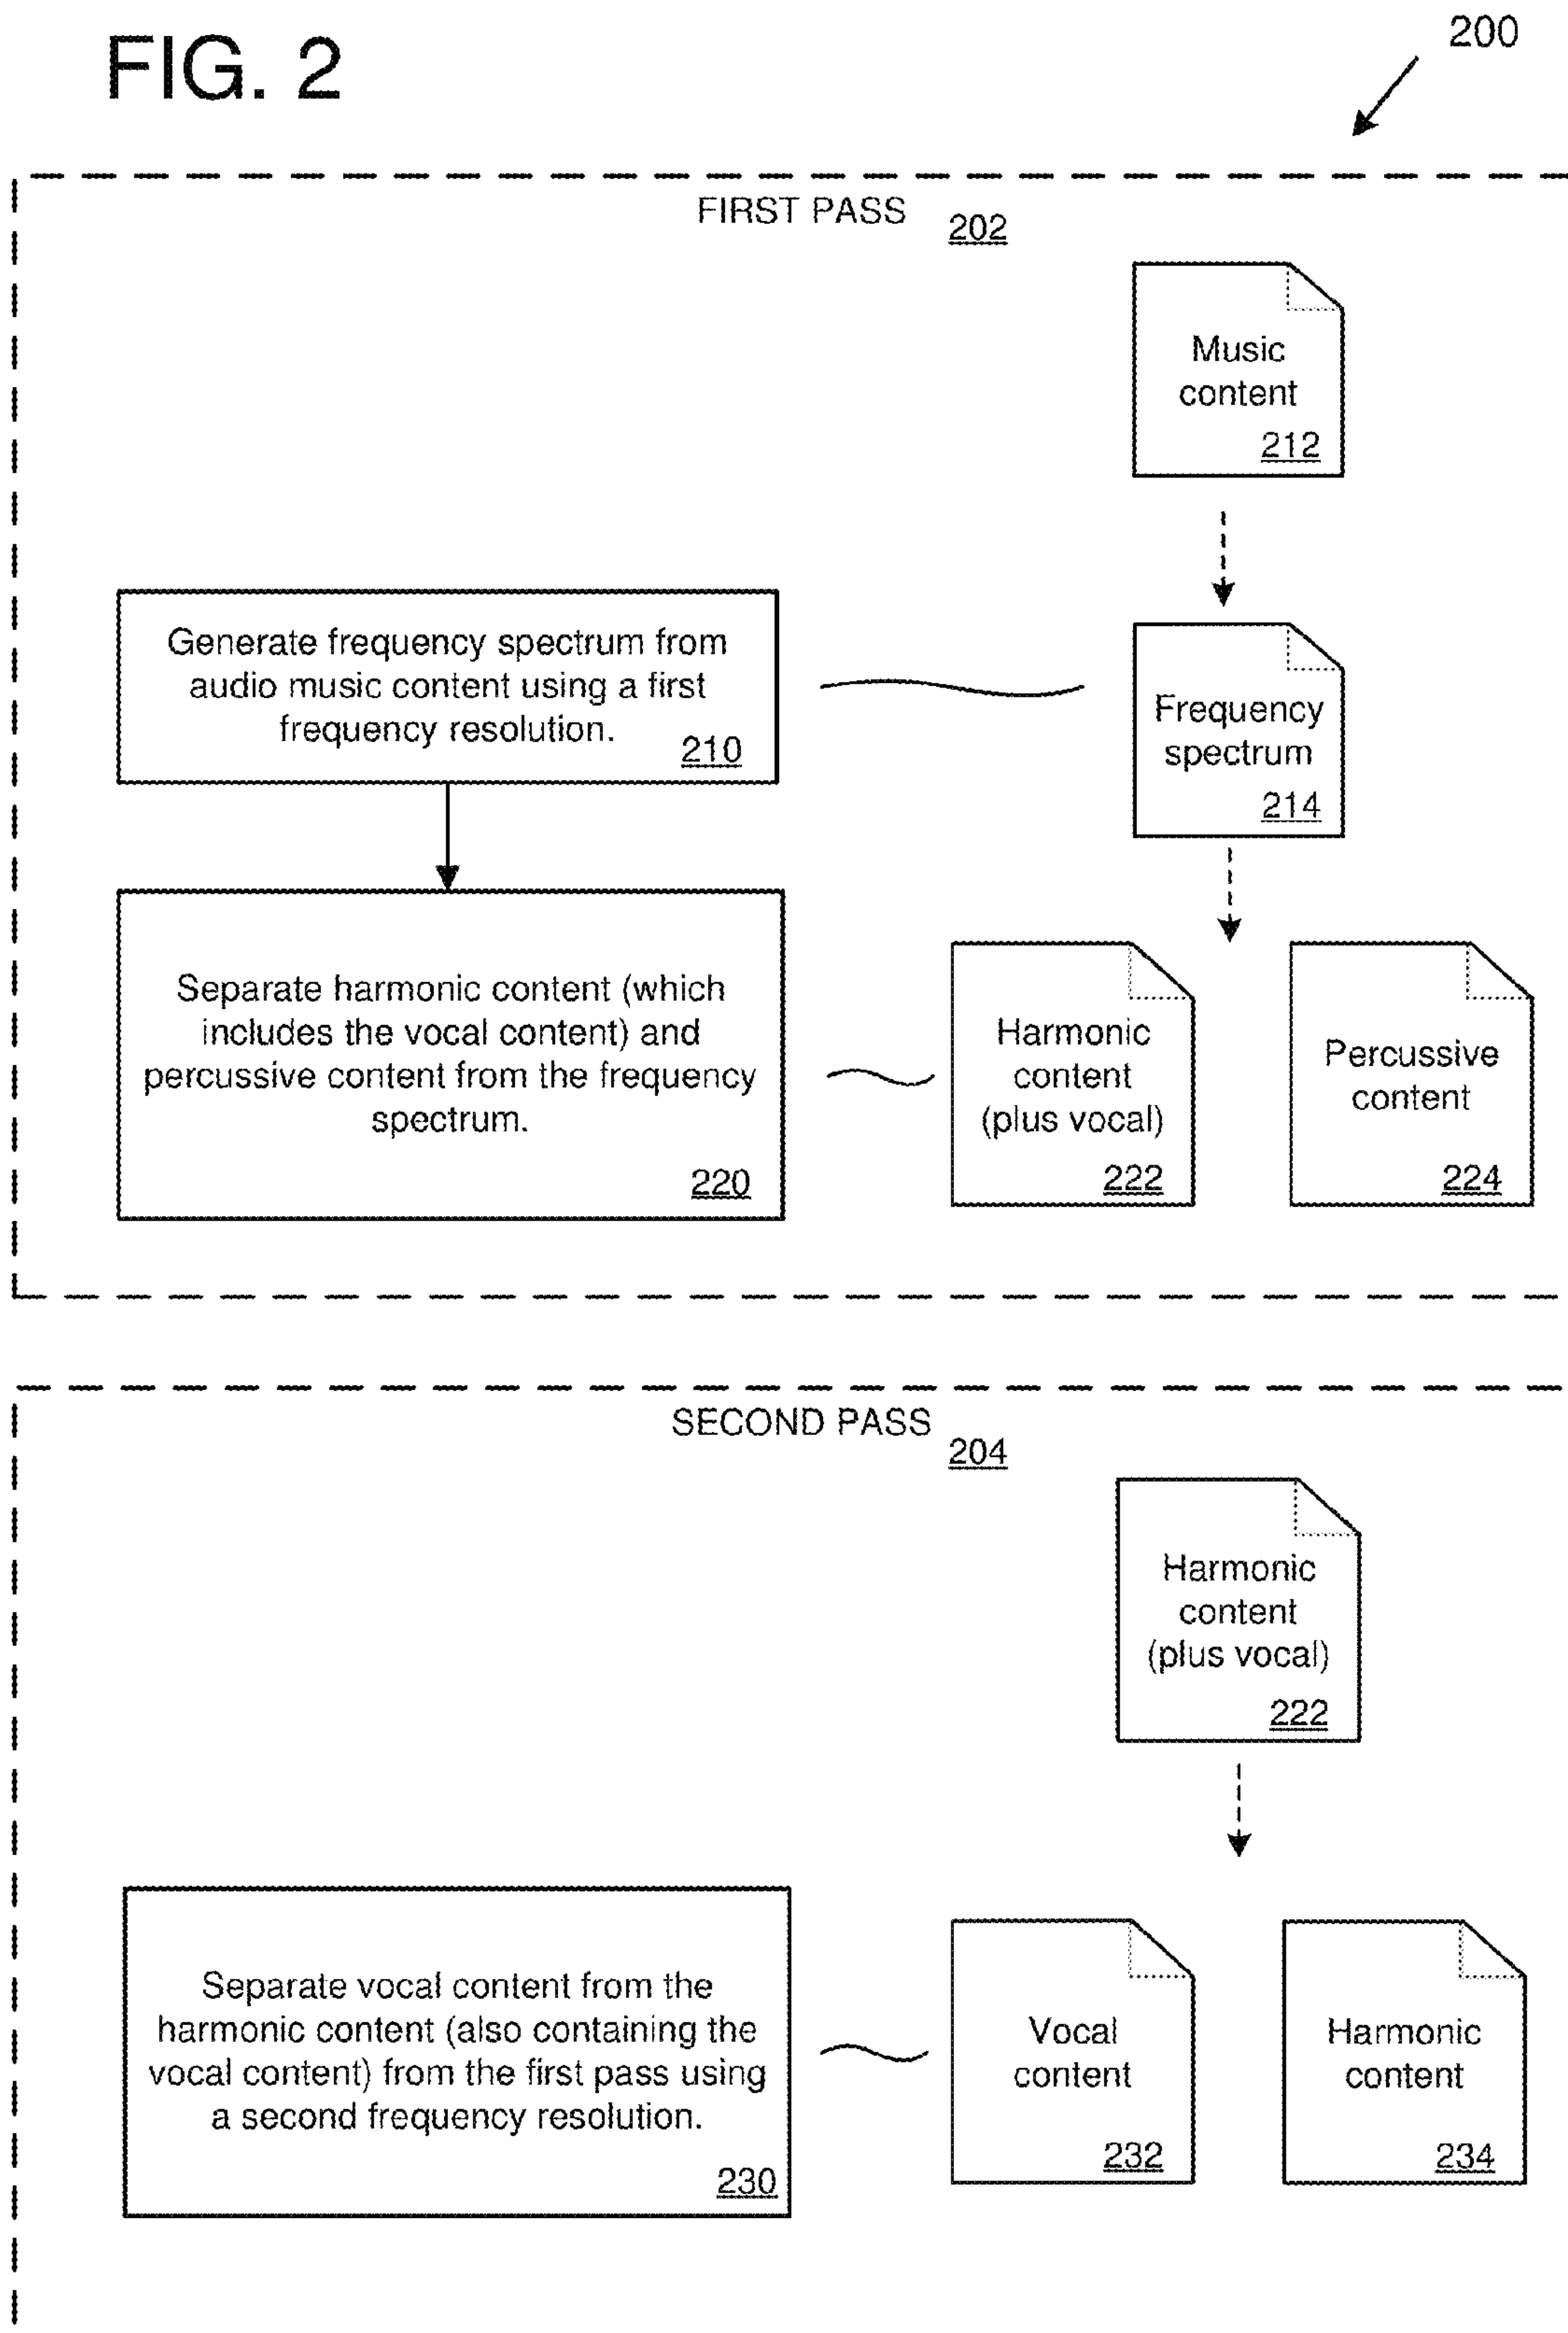 FIG. 2
200
FIRST PASS
202
Music
content
212
Generate frequency spectrum from
audio music content using a first
frequency resolution.
210
Frequency
spectrum
214
Separate harmonic content (which
includes the vocal content) and
percussive content from the frequency
spectrum.
220
Harmonic
content
(plus vocal)
222
Percussive
content
224
SECOND PASS
204
Harmonic
content
(plus vocal)
222
Separate vocal content from the
harmonic content (also containing the
vocal content) from the first pass using
a second frequency resolution.
230
Vocal
content
232
Harmonic
content
234